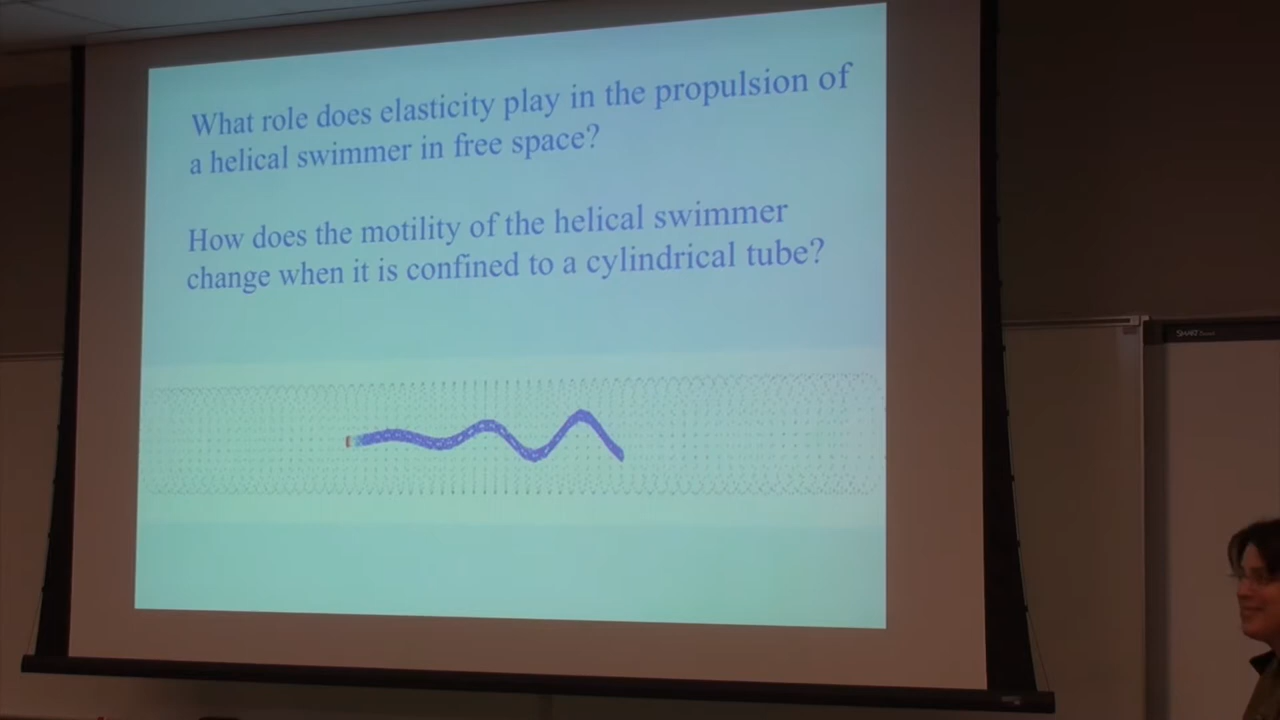 What role does elasticity play in the propulsion of
a helical swimmer in free space?
How does the motility of the helical swimmer
change when it is confined to a cylindrical tube?
SMART